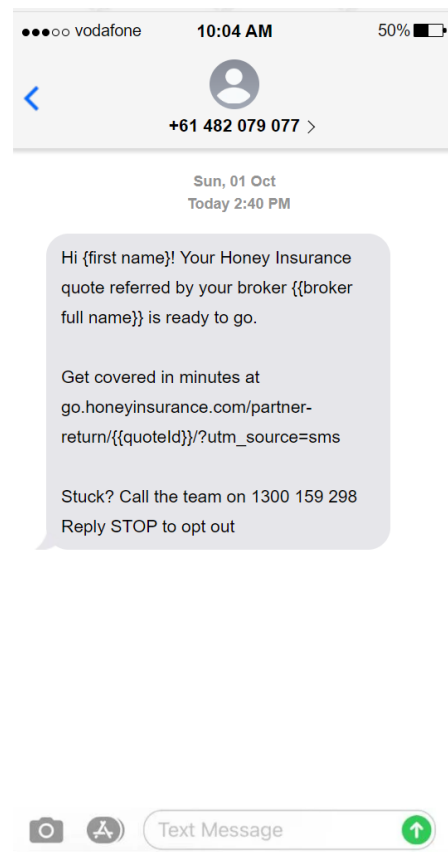 vodafone 10:04 AM 50%
+61 482 079 077 >
Sun, 01 Oct
Today 2:40 PM
Hi {first name}! Your Honey Insurance
quote referred by your broker {{broker
full name}} is ready to go.
Get covered in minutes at
go.honeyinsurance.com/partner-
return/{{quoteId}}/?utm_source=sms
Stuck? Call the team on 1300 159 298
Reply STOP to opt out
Text Message